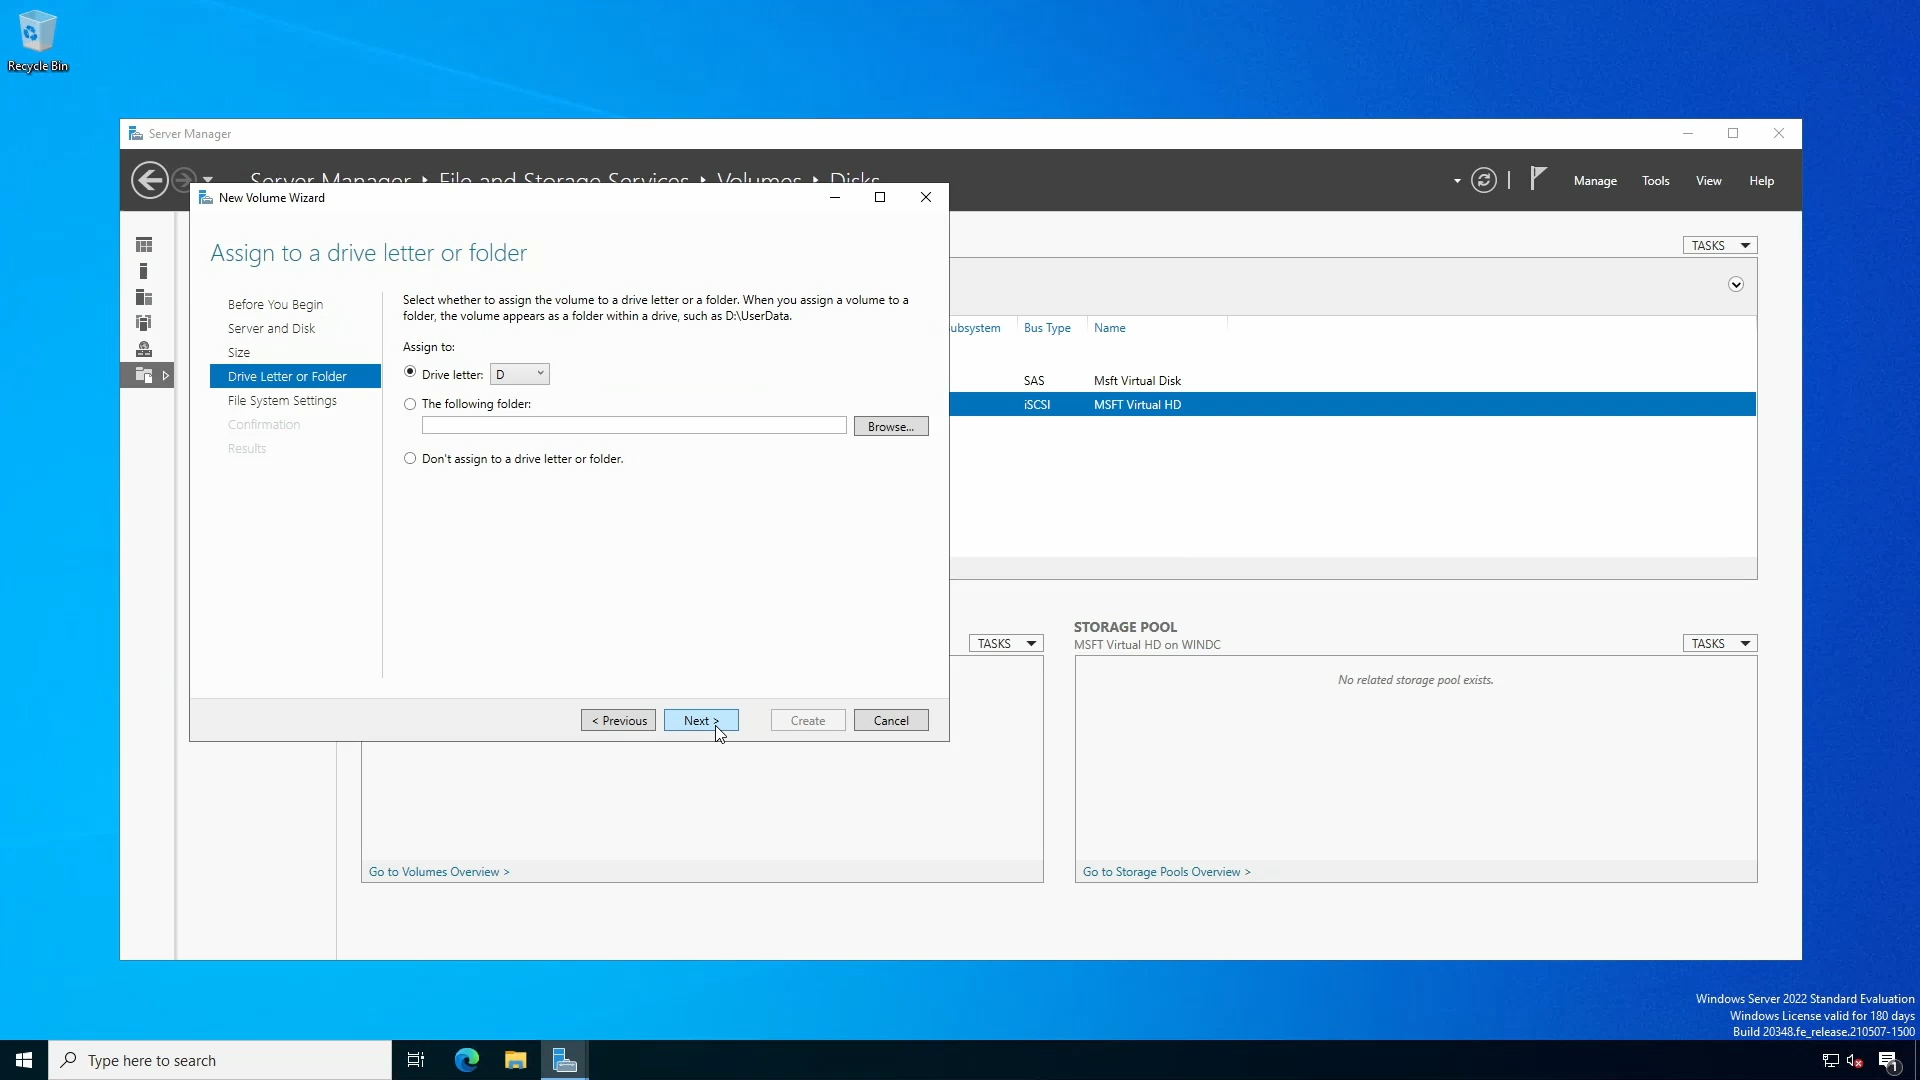 Recycle Bin
Server Manager
Server Manager ‣ File and Storage Services ‣ Volumes ‣ Disks
Manage
Tools
View
Help
New Volume Wizard
Assign to a drive letter or folder
Before You Begin
Server and Disk
Size
Drive Letter or Folder
File System Settings
Confirmation
Results
Select whether to assign the volume to a drive letter or a folder. When you assign a volume to a
folder, the volume appears as a folder within a drive, such as D:\UserData.
Assign to:
Drive letter: D
The following folder:
Browse...
Don't assign to a drive letter or folder.
< Previous
Next >
Create
Cancel
TASKS
ubsystem Bus Type Name
SAS Msft Virtual Disk
iSCSI MSFT Virtual HD
TASKS
Go to Volumes Overview >
STORAGE POOL
MSFT Virtual HD on WINDC
TASKS
No related storage pool exists.
Go to Storage Pools Overview >
Windows Server 2022 Standard Evaluation
Windows License valid for 180 days
Build 20348.fe_release.210507-1500
Type here to search
1